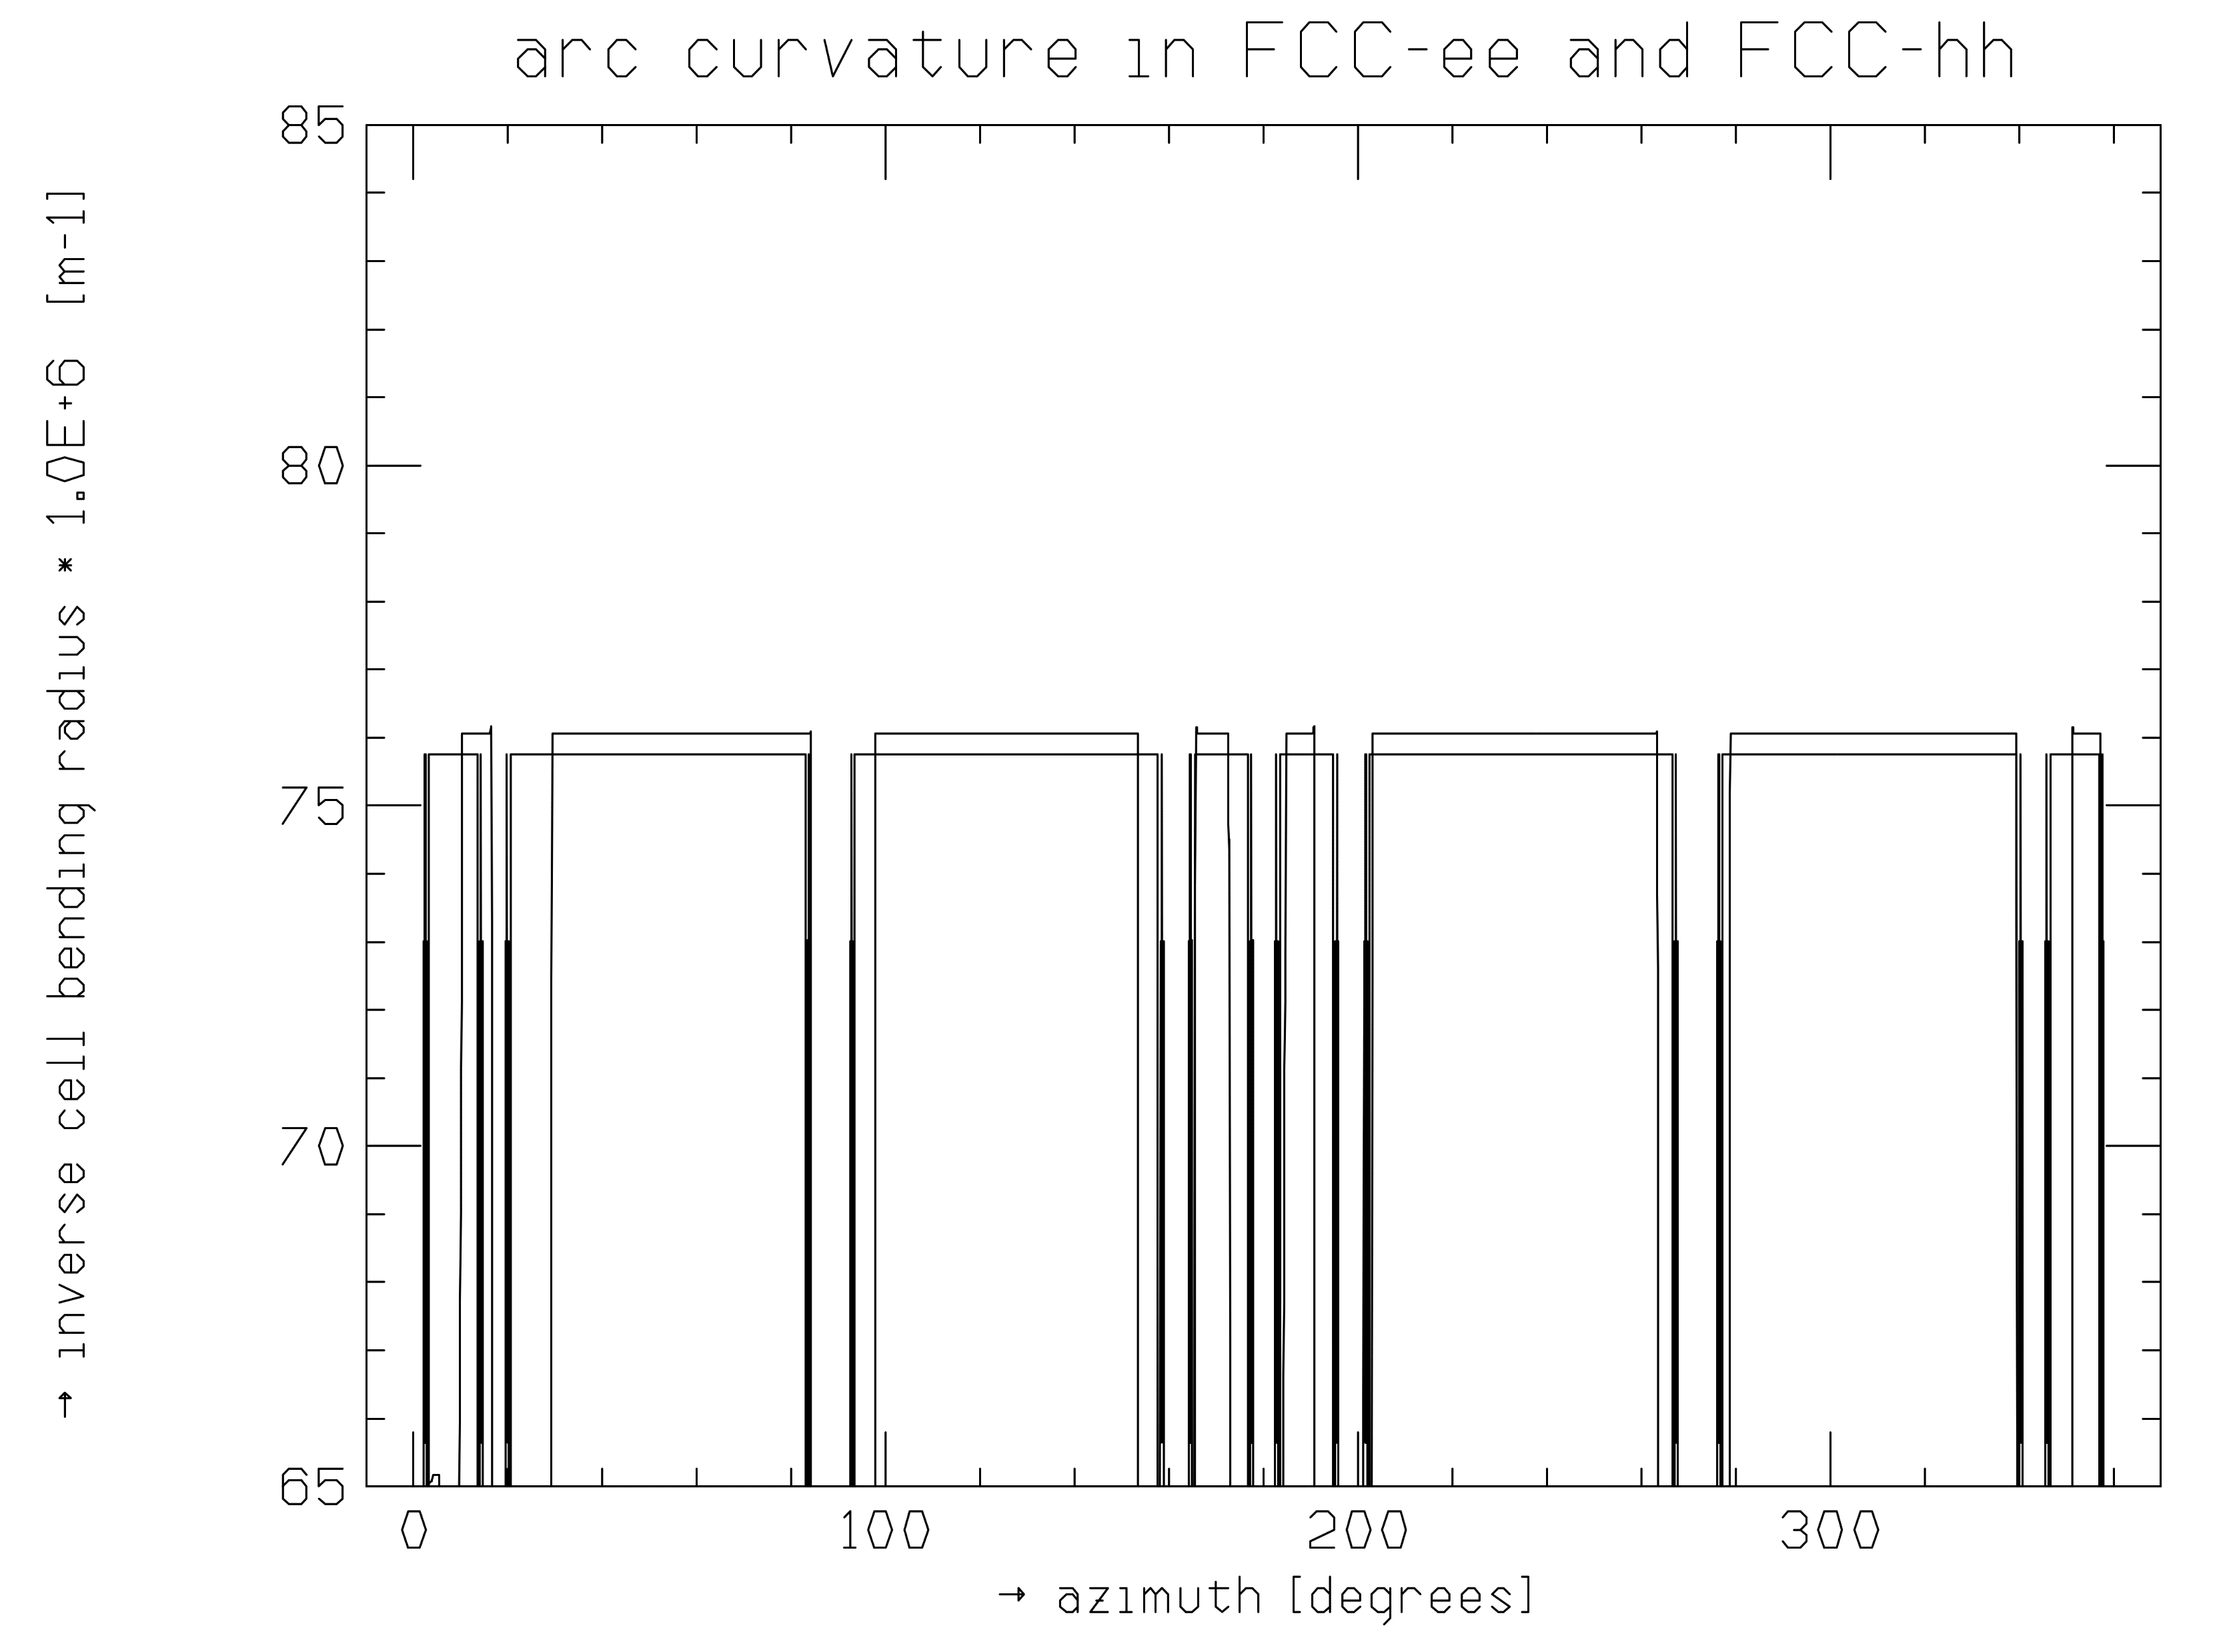 arc curvature in FCC-ee and FCC-hh
→ inverse cell bending radius * 1.0E+6 [m-1]
85
80
75
70
65
0 100 200 300
→ azimuth [degrees]